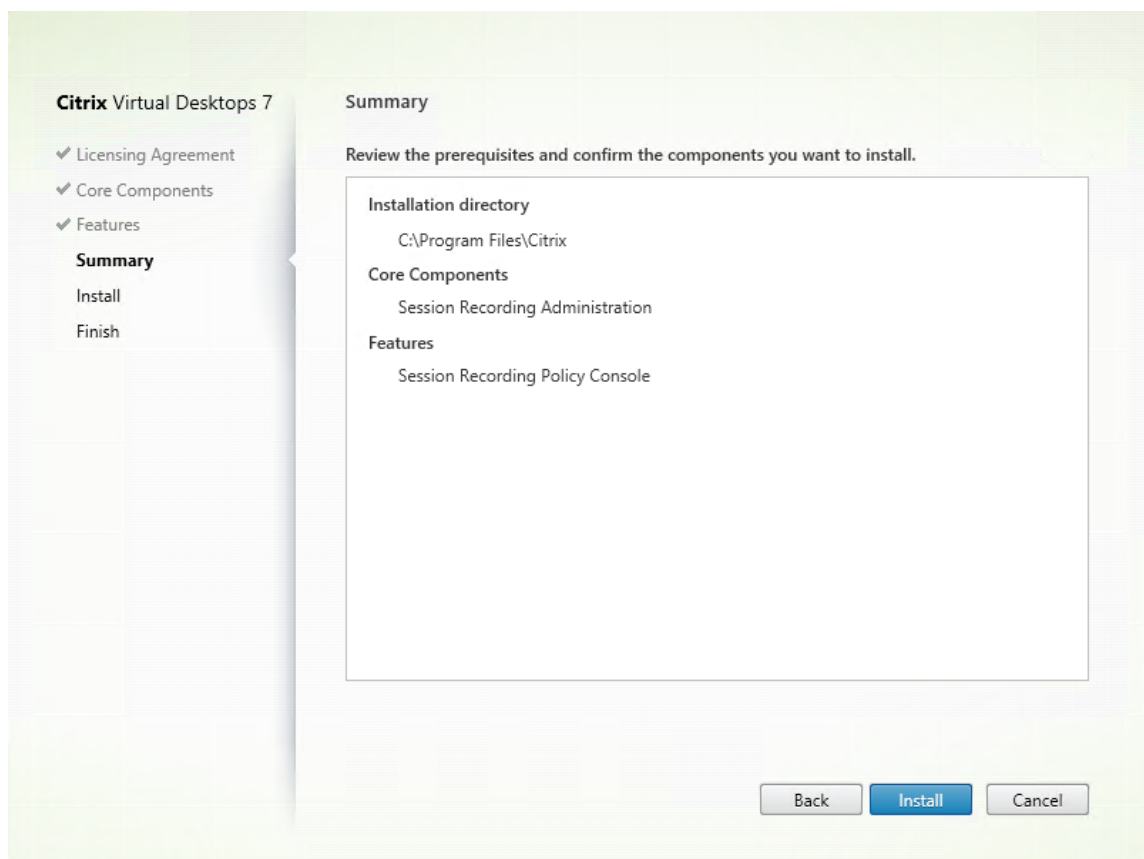 Citrix Virtual Desktops 7
✔ Licensing Agreement
✔ Core Components
✔ Features
Summary
Install
Finish
Summary
Review the prerequisites and confirm the components you want to install.
Installation directory
C:\Program Files\Citrix
Core Components
Session Recording Administration
Features
Session Recording Policy Console
Back
Install
Cancel